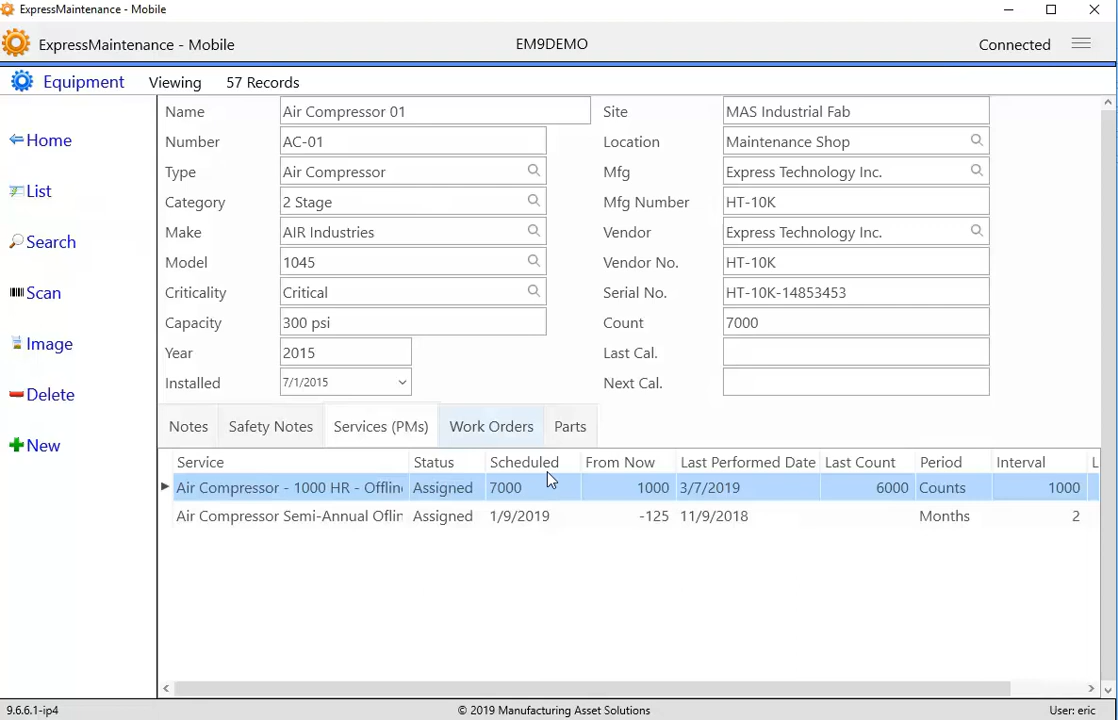 ExpressMaintenance - Mobile
ExpressMaintenance - Mobile EM9DEMO Connected
Equipment Viewing 57 Records
Home
List
Search
Scan
Image
Delete
New
Name Air Compressor 01 Site MAS Industrial Fab
Number AC-01 Location Maintenance Shop
Type Air Compressor Mfg Express Technology Inc.
Category 2 Stage Mfg Number HT-10K
Make AIR Industries Vendor Express Technology Inc.
Model 1045 Vendor No. HT-10K
Criticality Critical Serial No. HT-10K-14853453
Capacity 300 psi Count 7000
Year 2015 Last Cal.
Installed 7/1/2015 Next Cal.
Notes Safety Notes Services (PMs) Work Orders Parts
Service Status Scheduled From Now Last Performed Date Last Count Period Interval L
Air Compressor - 1000 HR - Offlin Assigned 7000 1000 3/7/2019 6000 Counts 1000
Air Compressor Semi-Annual Oflin Assigned 1/9/2019 -125 11/9/2018 Months 2
9.6.6.1-ip4 © 2019 Manufacturing Asset Solutions User: eric